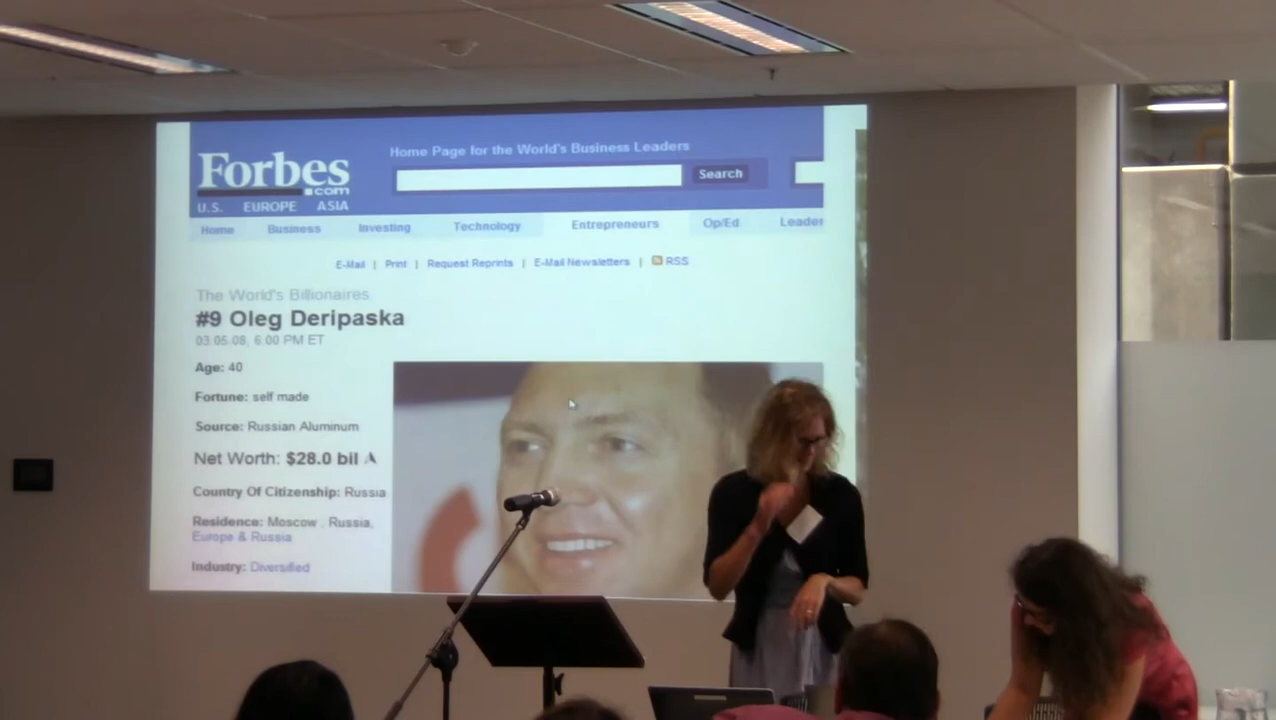 Forbes
.com
U.S. EUROPE ASIA
Home Page for the World's Business Leaders
Search
Home Business Investing Technology Entrepreneurs Op/Ed Leader
E-Mail | Print | Request Reprints | E-Mail Newsletters | RSS
The World's Billionaires
#9 Oleg Deripaska
03.05.08, 6:00 PM ET
Age: 40
Fortune: self made
Source: Russian Aluminum
Net Worth: $28.0 bil
Country Of Citizenship: Russia
Residence: Moscow , Russia,
Europe & Russia
Industry: Diversified